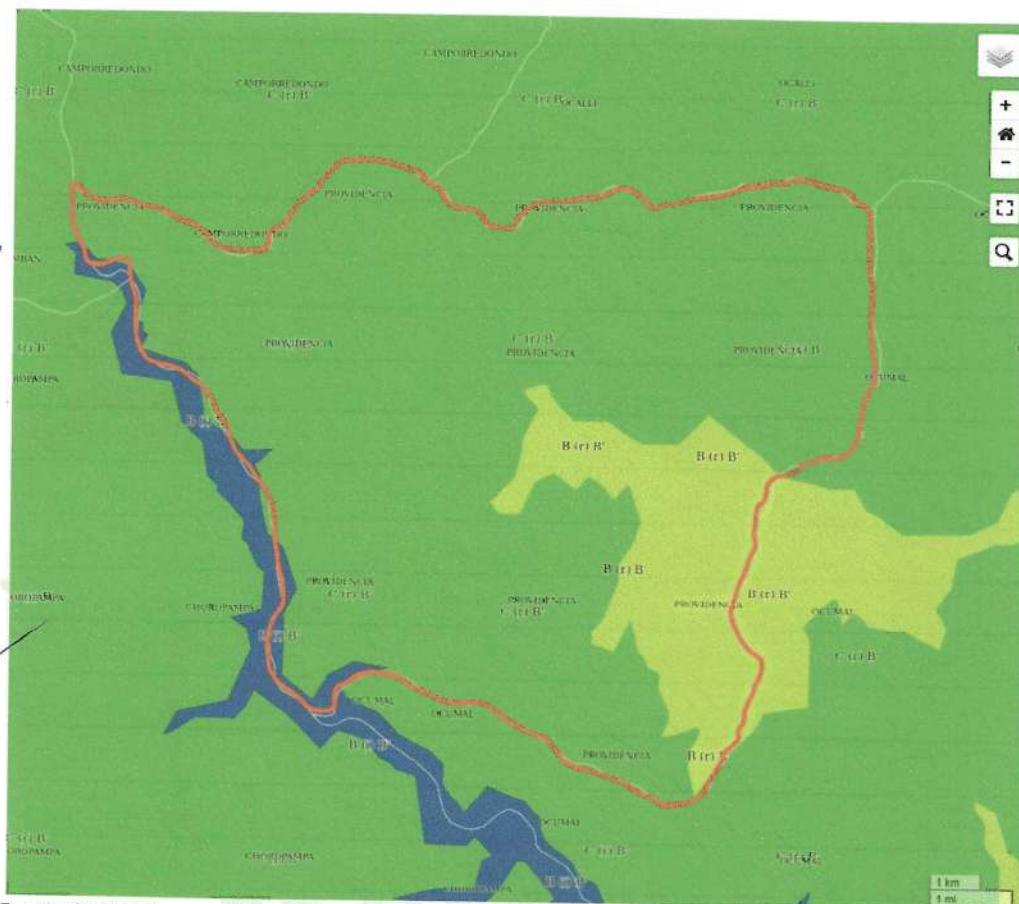 CAMPORREDONDO
CAMPORREDONDO
CAMPORREDONDO
C (r) B'
C (r) B'
C (r) B'
OCALLI
OCALLI
C (r) B'
+
−
PROVIDENCIA
PROVIDENCIA
PROVIDENCIA
PROVIDENCIA
CAMPORREDONDO
PROVIDENCIA
C (r) B'
PROVIDENCIA
PROVIDENCIA
OCUMAL
B (r) B'
B (r) B'
B (r) B'
PROVIDENCIA
C (r) B'
CHOROPAMPA
PROVIDENCIA
C (r) B'
PROVIDENCIA
B (r) B'
OCUMAL
C (r) B'
OCUMAL
OCUMAL
PROVIDENCIA
B (r)
OCUMAL
C (r) B'
CHOROPAMPA
CHOROPAMPA
1 km
1 mi